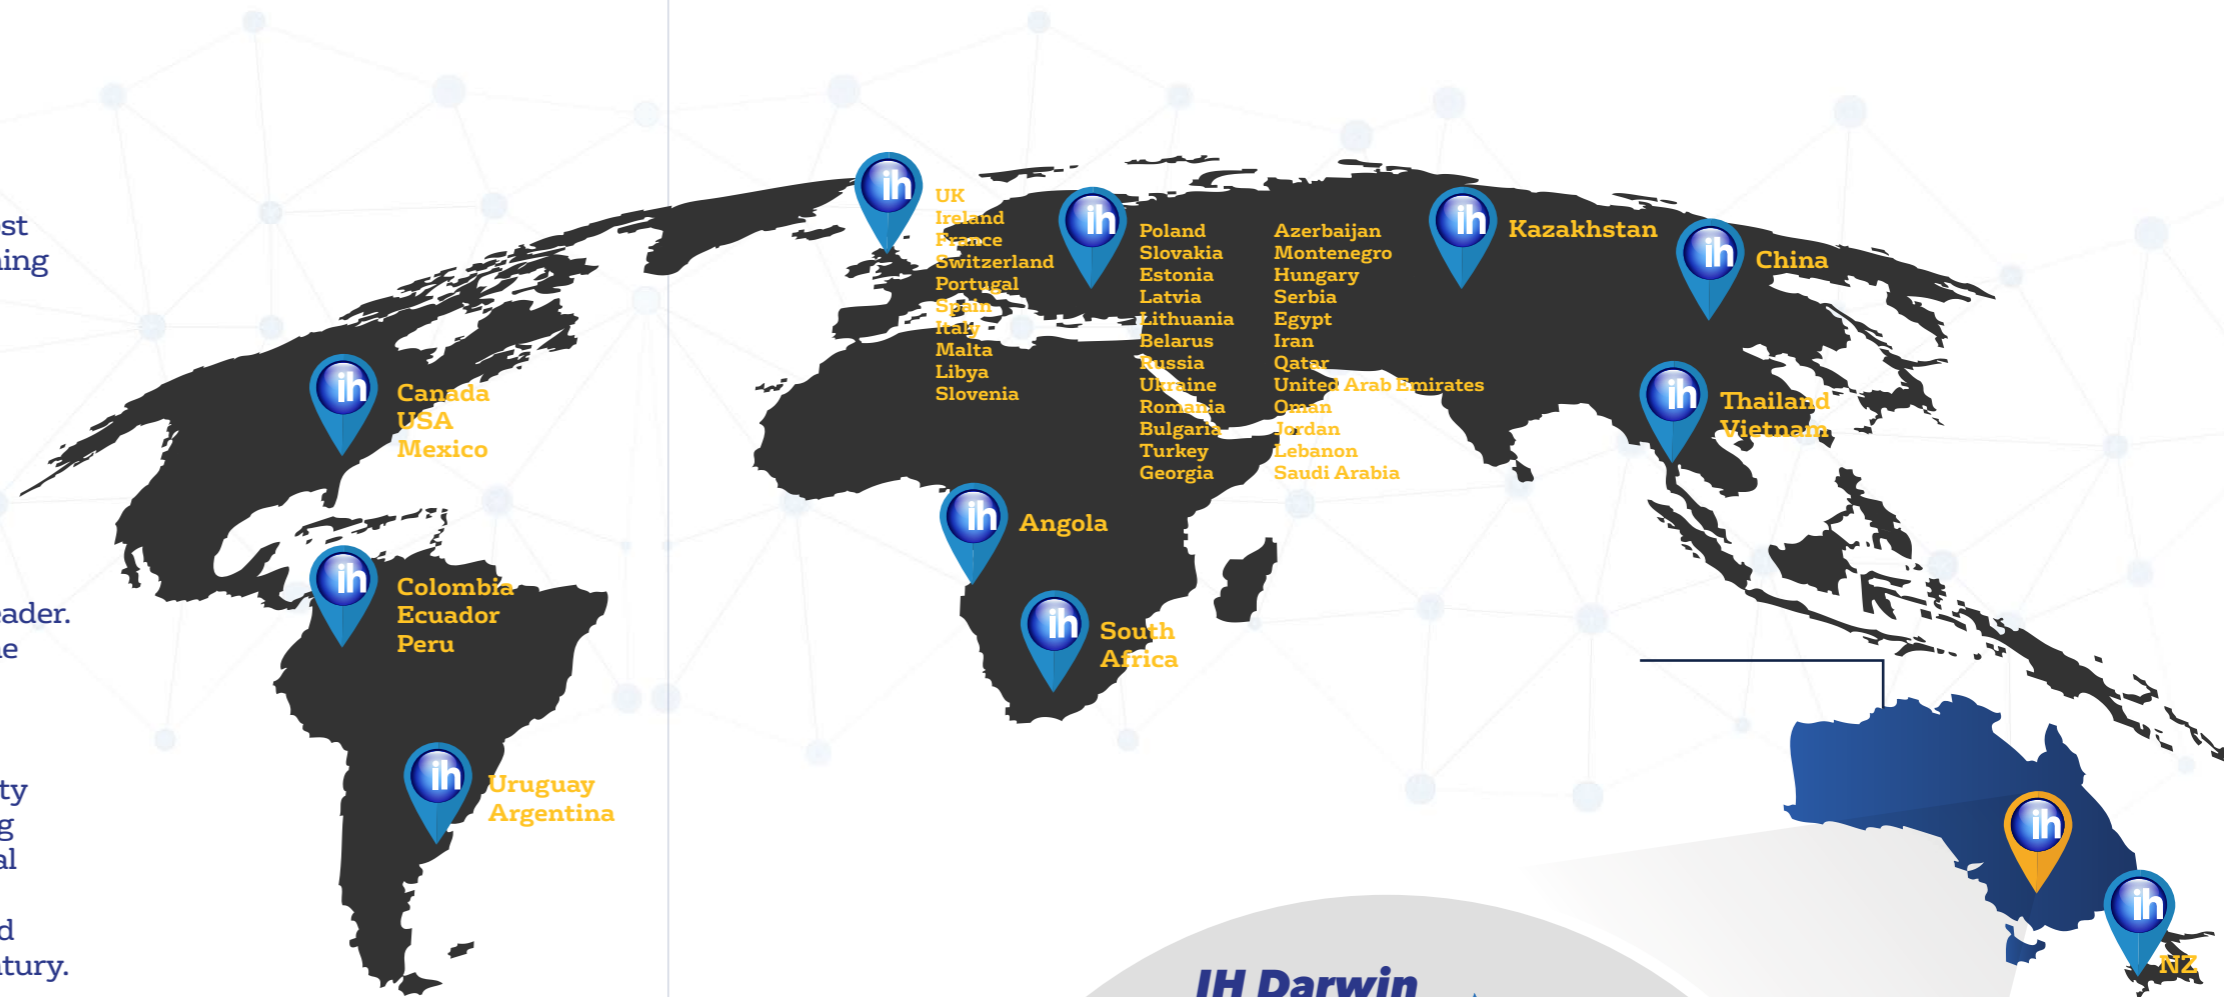 st
ning
eader.
e
ty
g
al
d
tury.
ih
Canada
USA
Mexico
ih
Colombia
Ecuador
Peru
ih
Uruguay
Argentina
ih
UK
Ireland
France
Switzerland
Portugal
Spain
Italy
Malta
Libya
Slovenia
ih
Poland
Slovakia
Estonia
Latvia
Lithuania
Belarus
Russia
Ukraine
Romania
Bulgaria
Turkey
Georgia
Azerbaijan
Montenegro
Hungary
Serbia
Egypt
Iran
Qatar
United Arab Emirates
Oman
Jordan
Lebanon
Saudi Arabia
ih
Kazakhstan
ih
China
ih
Thailand
Vietnam
ih
Angola
ih
South
Africa
ih
ih
NZ
IH Darwin